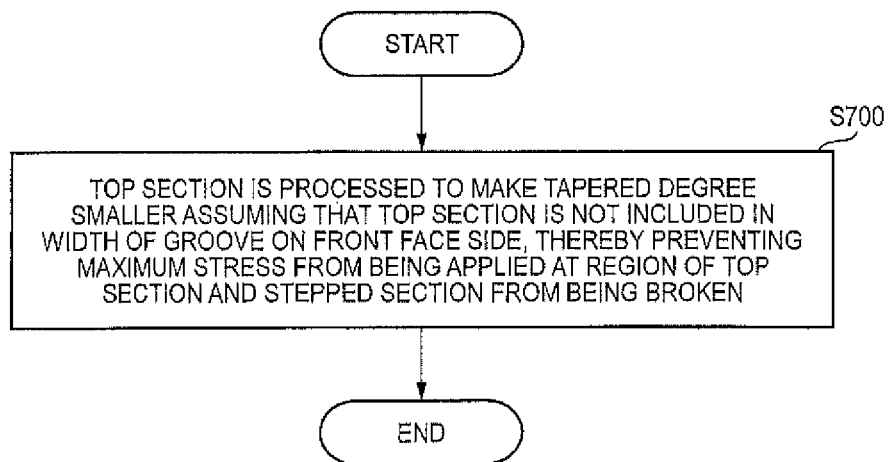 START
S700
TOP SECTION IS PROCESSED TO MAKE TAPERED DEGREE
SMALLER ASSUMING THAT TOP SECTION IS NOT INCLUDED IN
WIDTH OF GROOVE ON FRONT FACE SIDE, THEREBY PREVENTING
MAXIMUM STRESS FROM BEING APPLIED AT REGION OF TOP
SECTION AND STEPPED SECTION FROM BEING BROKEN
END